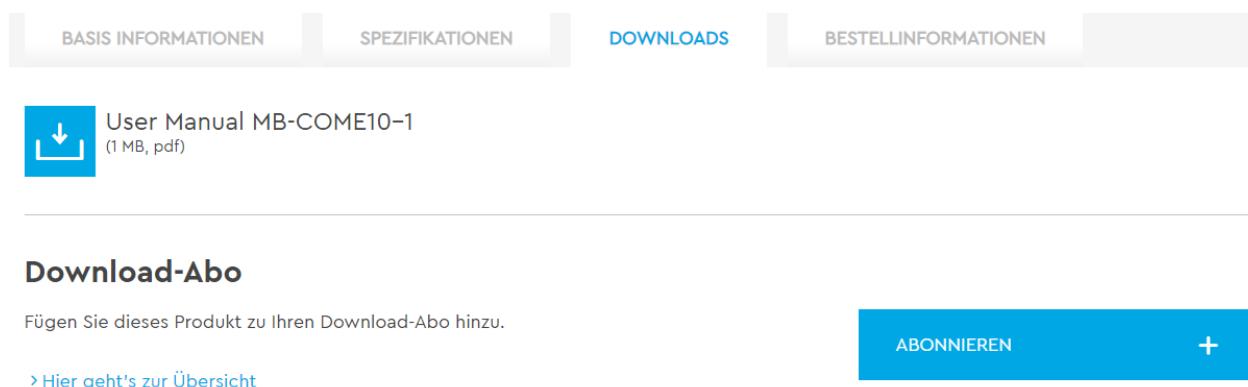 BASIS INFORMATIONEN SPEZIFIKATIONEN DOWNLOADS BESTELLINFORMATIONEN
User Manual MB-COME10-1
(1 MB, pdf)
Download-Abo
Fügen Sie dieses Produkt zu Ihren Download-Abo hinzu.
ABONNIEREN +
> Hier geht's zur Übersicht